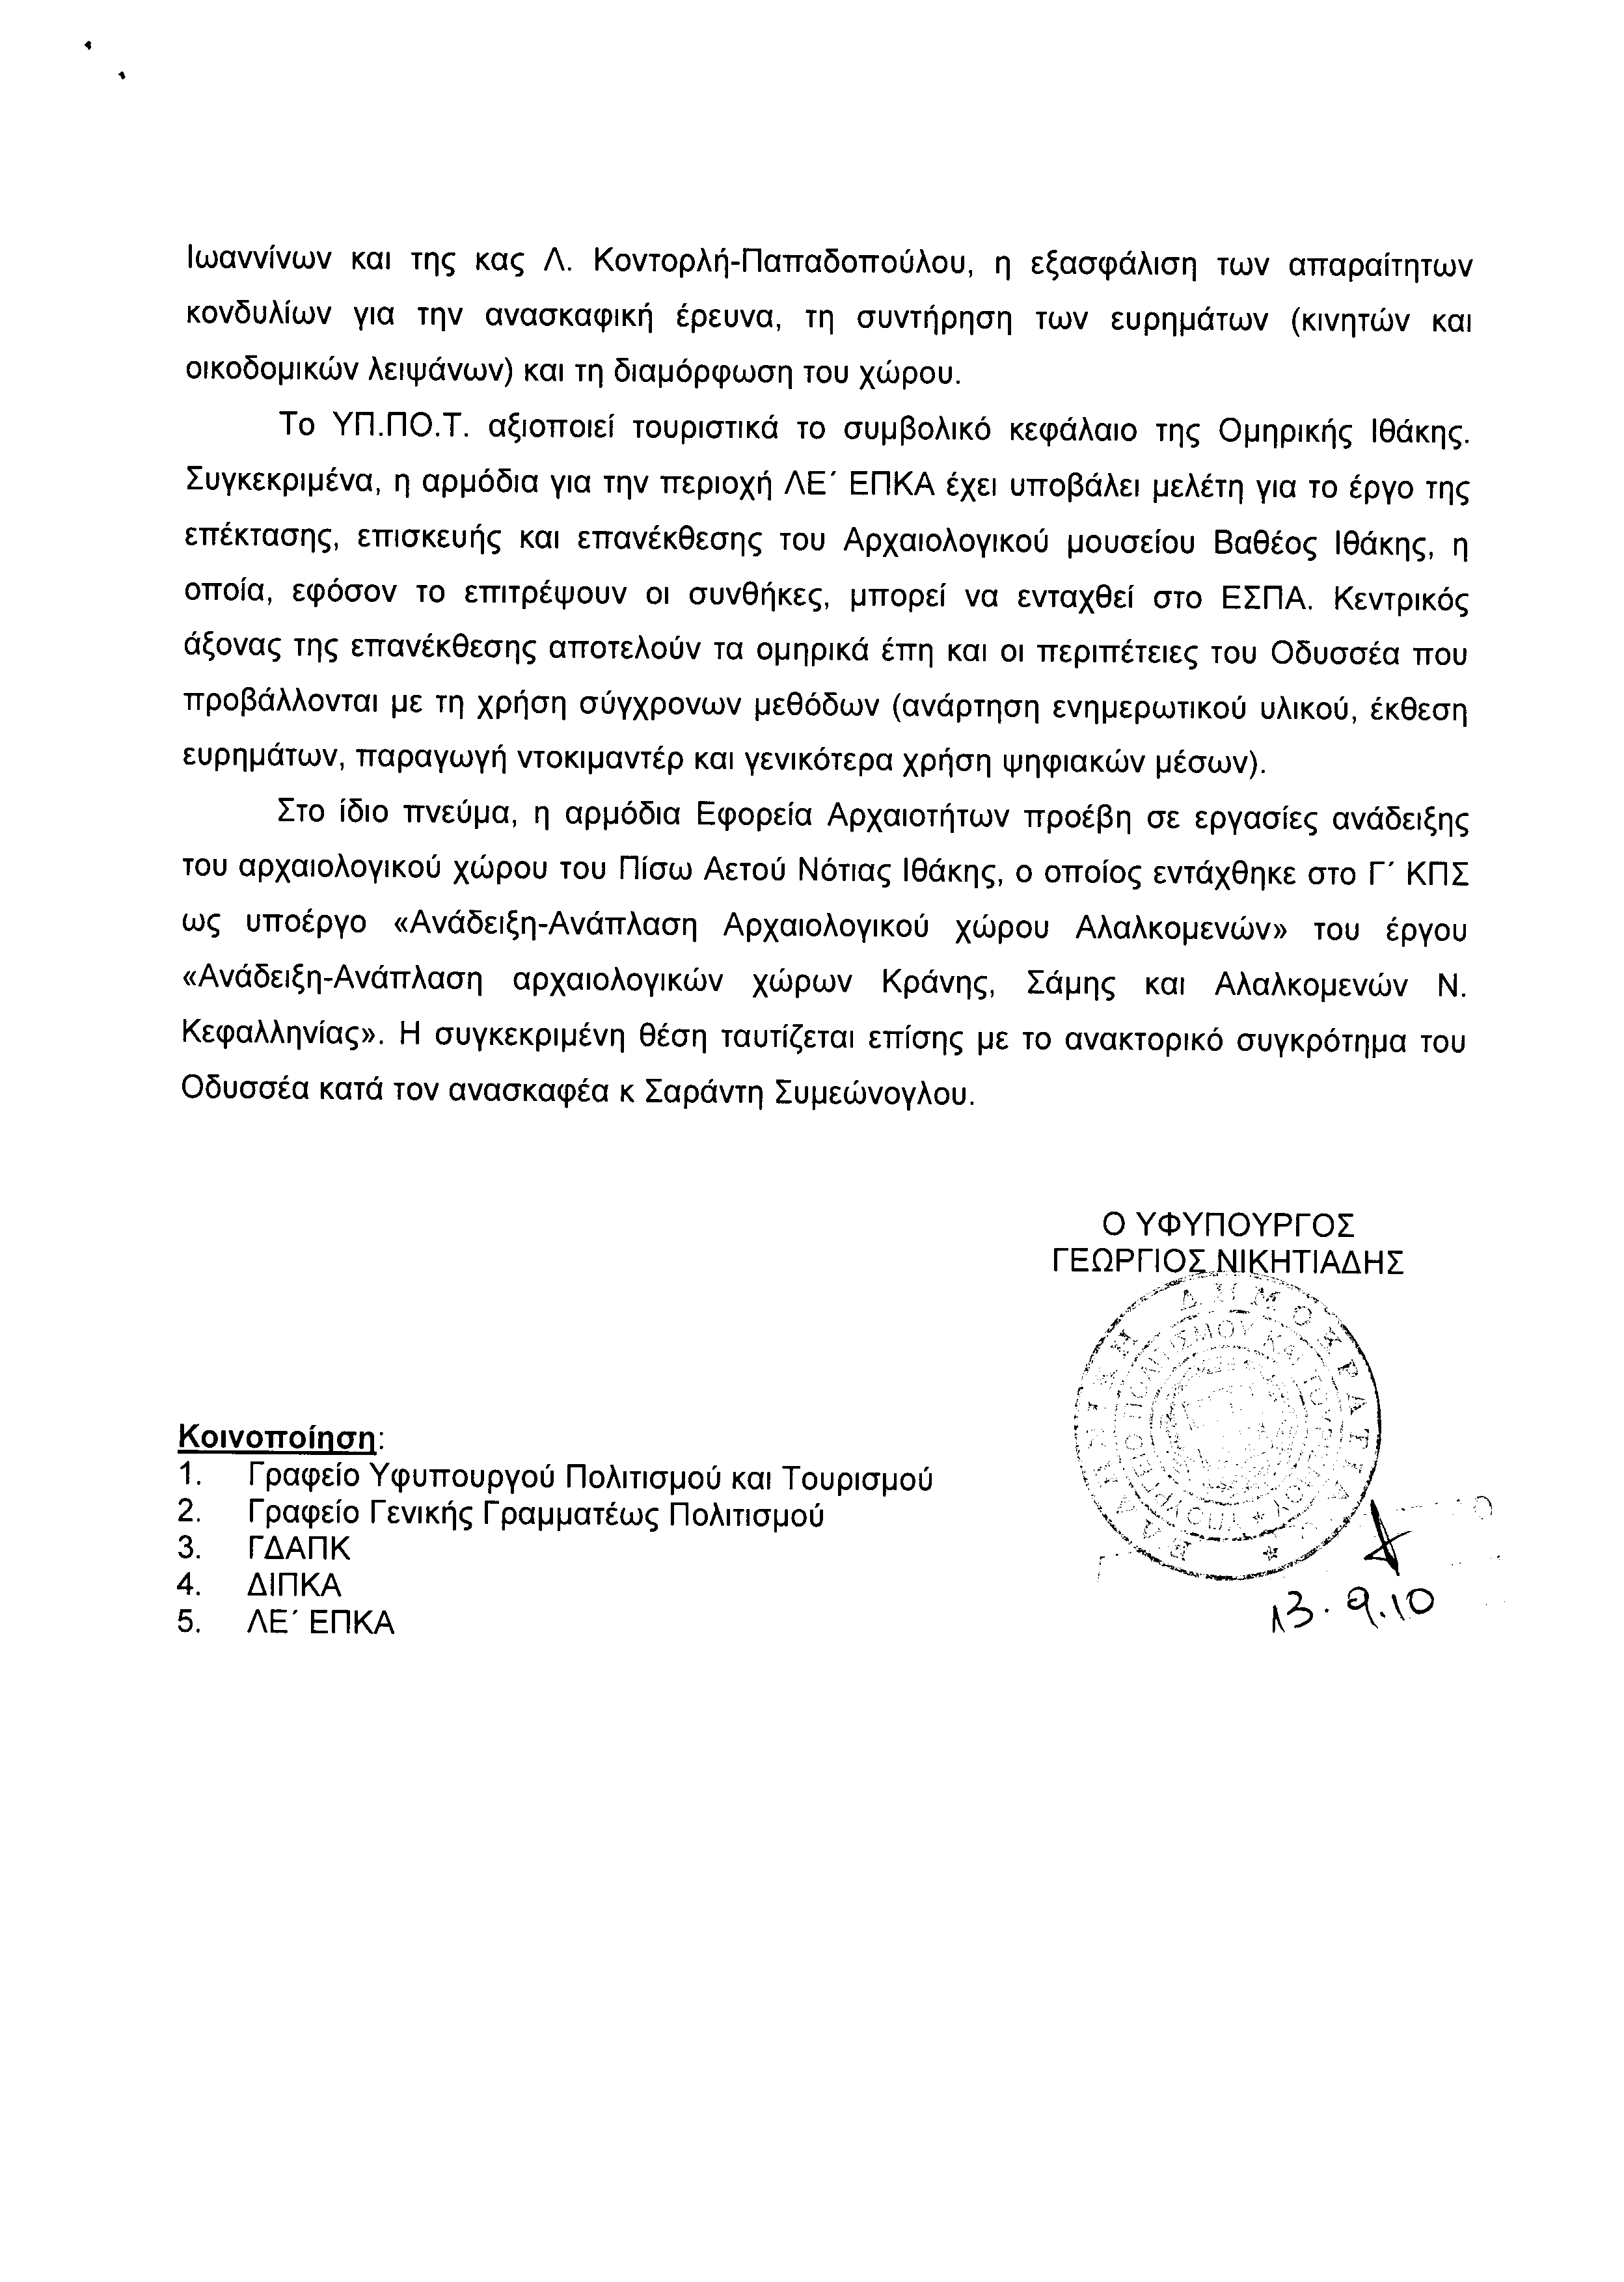 Ιωαννίνων και της κας Λ. Κοντορλή-Παπαδοπούλου, η εξασφάλιση των απαραίτητων
κονδυλίων για την ανασκαφική έρευνα, τη συντήρηση των ευρημάτων (κινητών και
οικοδομικών λειψάνων) και τη διαμόρφωση του χώρου.
Το ΥΠ.ΠΟ.Τ. αξιοποιεί τουριστικά το συμβολικό κεφάλαιο της Ομηρικής Ιθάκης.
Συγκεκριμένα, η αρμόδια για την περιοχή ΛΕ΄ ΕΠΚΑ έχει υποβάλει μελέτη για το έργο της
επέκτασης, επισκευής και επανέκθεσης του Αρχαιολογικού μουσείου Βαθέος Ιθάκης, η
οποία, εφόσον το επιτρέψουν οι συνθήκες, μπορεί να ενταχθεί στο ΕΣΠΑ. Κεντρικός
άξονας της επανέκθεσης αποτελούν τα ομηρικά έπη και οι περιπέτειες του Οδυσσέα που
προβάλλονται με τη χρήση σύγχρονων μεθόδων (ανάρτηση ενημερωτικού υλικού, έκθεση
ευρημάτων, παραγωγή ντοκιμαντέρ και γενικότερα χρήση ψηφιακών μέσων).
Στο ίδιο πνεύμα, η αρμόδια Εφορεία Αρχαιοτήτων προέβη σε εργασίες ανάδειξης
του αρχαιολογικού χώρου του Πίσω Αετού Νότιας Ιθάκης, ο οποίος εντάχθηκε στο Γ΄ ΚΠΣ
ως υποέργο «Ανάδειξη-Ανάπλαση Αρχαιολογικού χώρου Αλαλκομενών» του έργου
«Ανάδειξη-Ανάπλαση αρχαιολογικών χώρων Κράνης, Σάμης και Αλαλκομενών Ν.
Κεφαλληνίας». Η συγκεκριμένη θέση ταυτίζεται επίσης με το ανακτορικό συγκρότημα του
Οδυσσέα κατά τον ανασκαφέα κ Σαράντη Συμεώνογλου.
Ο ΥΦΥΠΟΥΡΓΟΣ
ΓΕΩΡΓΙΟΣ ΝΙΚΗΤΙΑΔΗΣ
ΕΛΛΗΝΙΚΗ ΔΗΜΟΚΡΑΤΙΑ
ΥΠΟΥΡΓΕΙΟ ΠΟΛΙΤΙΣΜΟΥ ΚΑΙ ΤΟΥΡΙΣΜΟΥ
13.9.10
Κοινοποίηση:
1. Γραφείο Υφυπουργού Πολιτισμού και Τουρισμού
2. Γραφείο Γενικής Γραμματέως Πολιτισμού
3. ΓΔΑΠΚ
4. ΔΙΠΚΑ
5. ΛΕ΄ ΕΠΚΑ